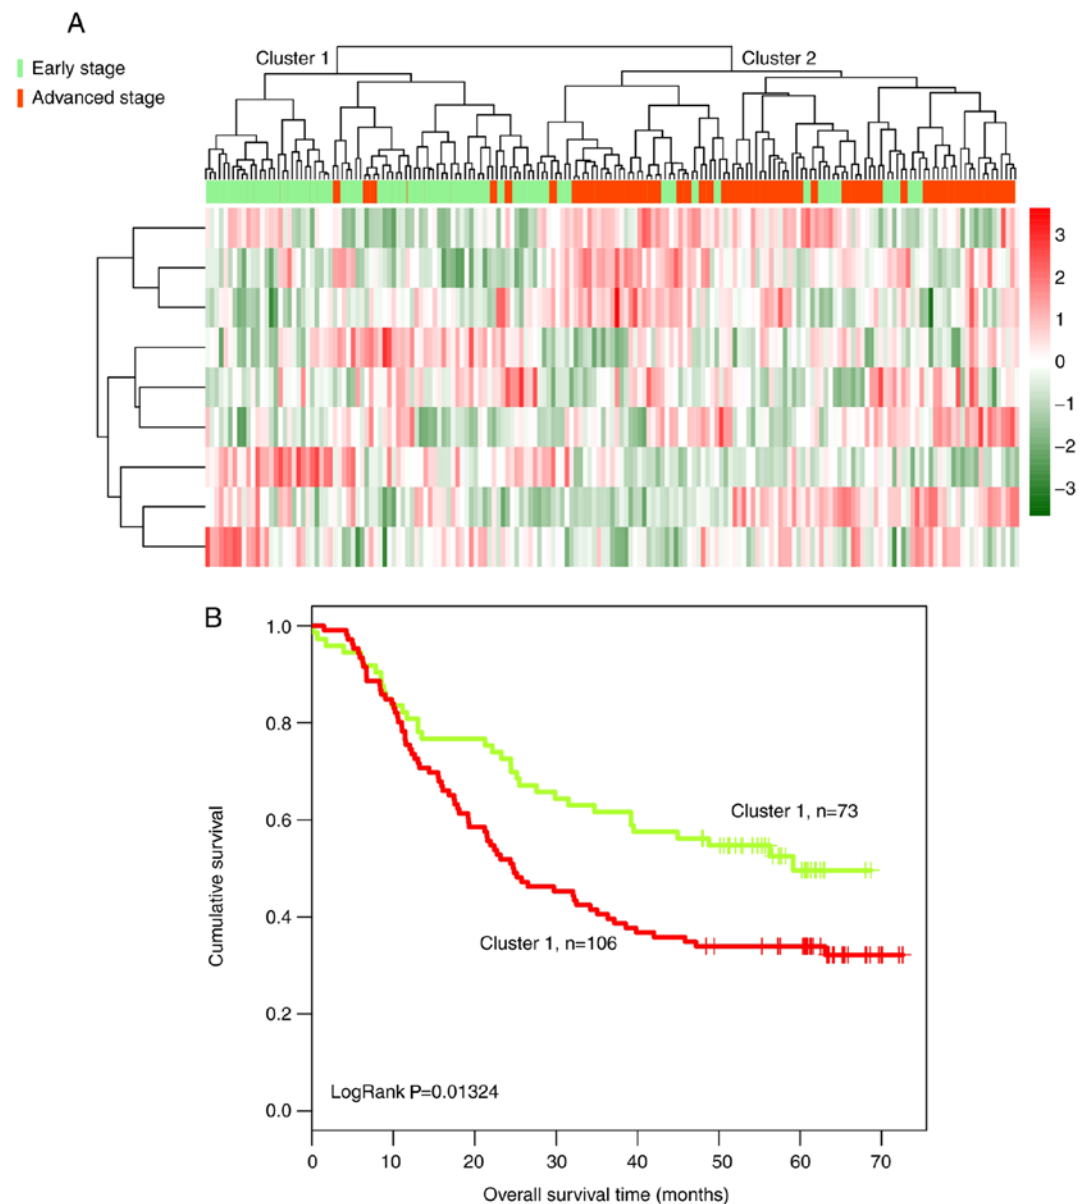 A
Cluster 1
Cluster 2
Early stage
Advanced stage
3
2
1
0
−1
−2
−3
B
1.0
0.8
0.6
0.4
0.2
0.0
Cumulative survival
Cluster 1, n=73
Cluster 1, n=106
LogRank P=0.01324
0 10 20 30 40 50 60 70
Overall survival time (months)